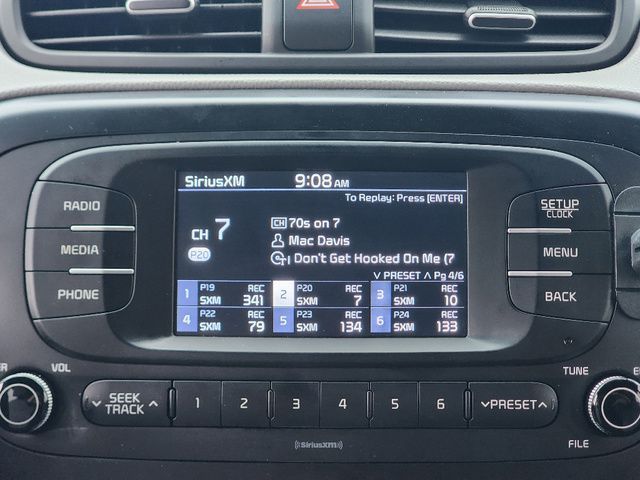 SiriusXM 9:08 AM
To Replay: Press [ENTER]
CH 7 CH 70s on 7
P20 Mac Davis
Don't Get Hooked On Me (7
∨ PRESET ∧ Pg 4/6
1 P19 REC SXM 341
2 P20 REC SXM 7
3 P21 REC SXM 10
4 P22 REC SXM 79
5 P23 REC SXM 134
6 P24 REC SXM 133
RADIO
MEDIA
PHONE
SETUP
CLOCK
MENU
BACK
VOL
TUNE
∨ SEEK TRACK ∧
1 2 3 4 5 6
∨PRESET∧
FILE
SiriusXM